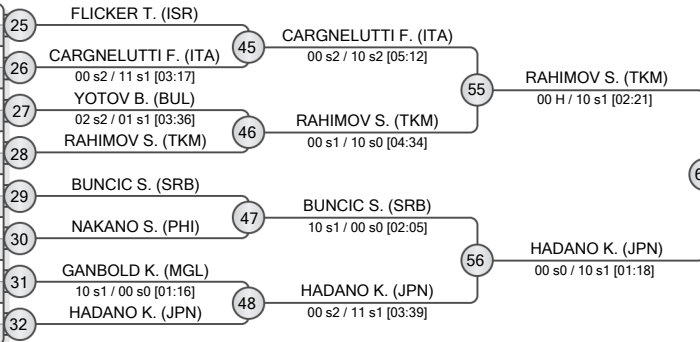 25
FLICKER T. (ISR)
26
CARGNELUTTI F. (ITA)
00 s2 / 11 s1 [03:17]
27
YOTOV B. (BUL)
02 s2 / 01 s1 [03:36]
28
RAHIMOV S. (TKM)
29
BUNCIC S. (SRB)
30
NAKANO S. (PHI)
31
GANBOLD K. (MGL)
10 s1 / 00 s0 [01:16]
32
HADANO K. (JPN)
45
CARGNELUTTI F. (ITA)
00 s2 / 10 s2 [05:12]
46
RAHIMOV S. (TKM)
00 s1 / 10 s0 [04:34]
47
BUNCIC S. (SRB)
10 s1 / 00 s0 [02:05]
48
HADANO K. (JPN)
00 s2 / 11 s1 [03:39]
55
RAHIMOV S. (TKM)
00 H / 10 s1 [02:21]
56
HADANO K. (JPN)
00 s0 / 10 s1 [01:18]